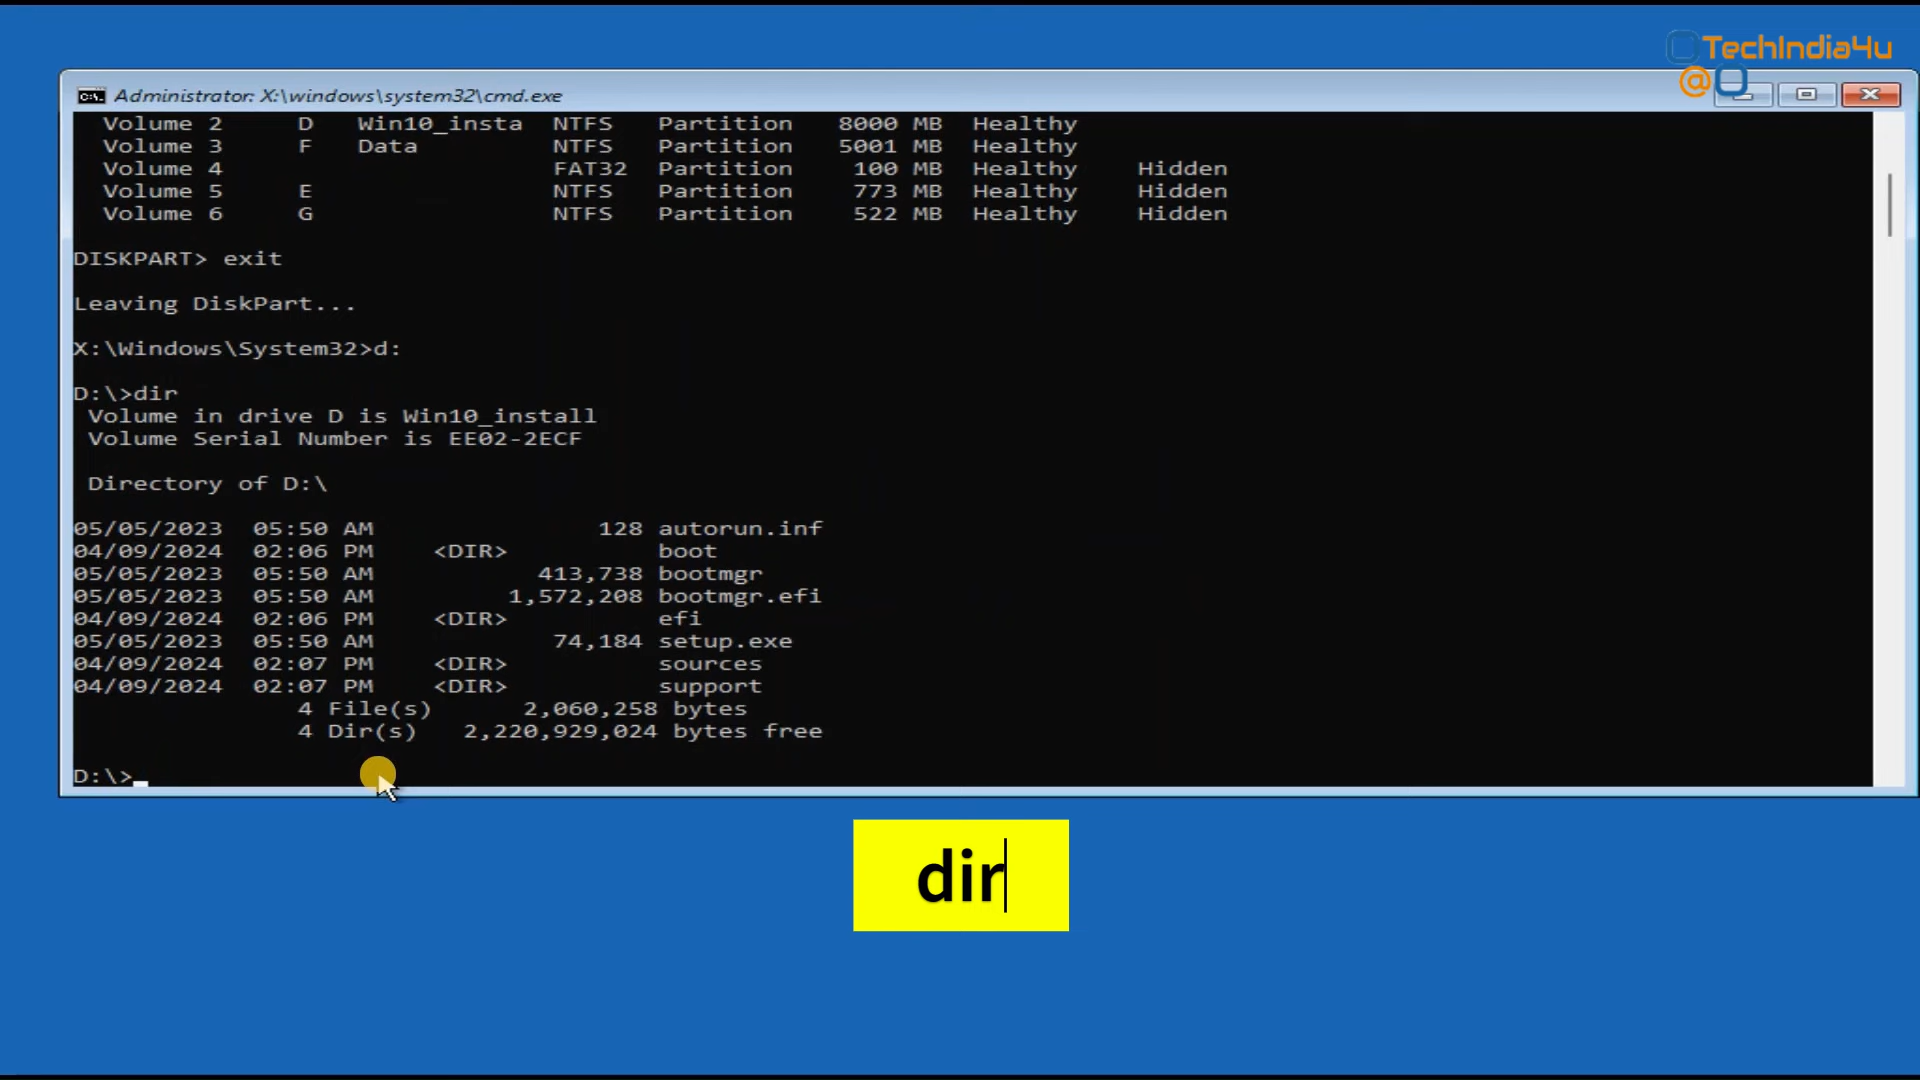 TechIndia4u
@
Administrator: X:\windows\system32\cmd.exe
Volume 2 D Win10_insta NTFS Partition 8000 MB Healthy
Volume 3 F Data NTFS Partition 5001 MB Healthy
Volume 4 FAT32 Partition 100 MB Healthy Hidden
Volume 5 E NTFS Partition 773 MB Healthy Hidden
Volume 6 G NTFS Partition 522 MB Healthy Hidden
DISKPART> exit
Leaving DiskPart...
X:\Windows\System32>d:
D:\>dir
Volume in drive D is Win10_install
Volume Serial Number is EE02-2ECF
Directory of D:\
05/05/2023 05:50 AM 128 autorun.inf
04/09/2024 02:06 PM <DIR> boot
05/05/2023 05:50 AM 413,738 bootmgr
05/05/2023 05:50 AM 1,572,208 bootmgr.efi
04/09/2024 02:06 PM <DIR> efi
05/05/2023 05:50 AM 74,184 setup.exe
04/09/2024 02:07 PM <DIR> sources
04/09/2024 02:07 PM <DIR> support
4 File(s) 2,060,258 bytes
4 Dir(s) 2,220,929,024 bytes free
D:\>_
dir